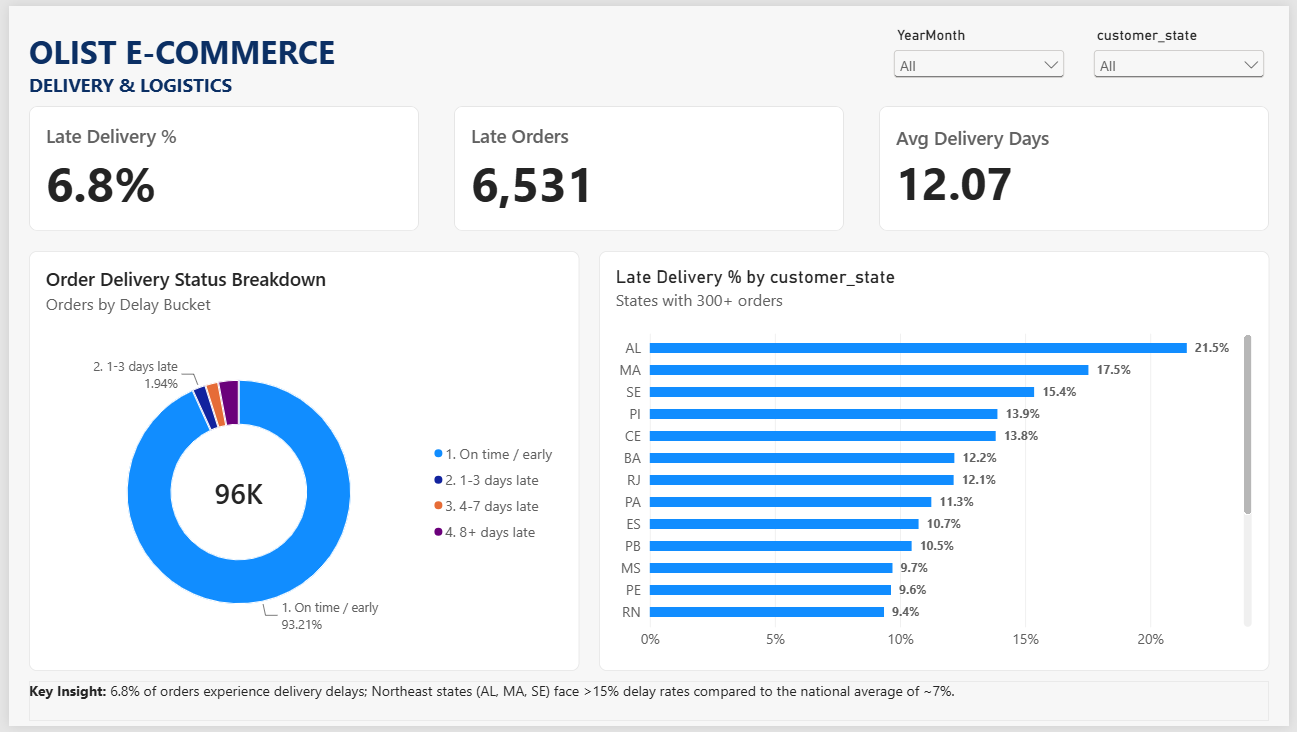 OLIST E-COMMERCE
DELIVERY & LOGISTICS
YearMonth
All
customer_state
All
Late Delivery %
6.8%
Late Orders
6,531
Avg Delivery Days
12.07
Order Delivery Status Breakdown
Orders by Delay Bucket
2. 1-3 days late
1.94%
96K
1. On time / early
93.21%
1. On time / early
2. 1-3 days late
3. 4-7 days late
4. 8+ days late
Late Delivery % by customer_state
States with 300+ orders
AL 21.5%
MA 17.5%
SE 15.4%
PI 13.9%
CE 13.8%
BA 12.2%
RJ 12.1%
PA 11.3%
ES 10.7%
PB 10.5%
MS 9.7%
PE 9.6%
RN 9.4%
0% 5% 10% 15% 20%
Key Insight: 6.8% of orders experience delivery delays; Northeast states (AL, MA, SE) face >15% delay rates compared to the national average of ~7%.